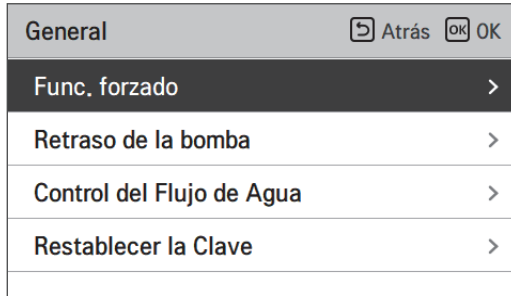 General Atrás OK OK
Func. forzado
Retraso de la bomba
Control del Flujo de Agua
Restablecer la Clave